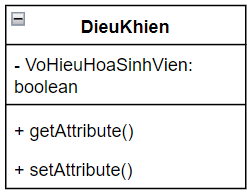 DieuKhien
- VoHieuHoaSinhVien:
boolean
+ getAttribute()
+ setAttribute()